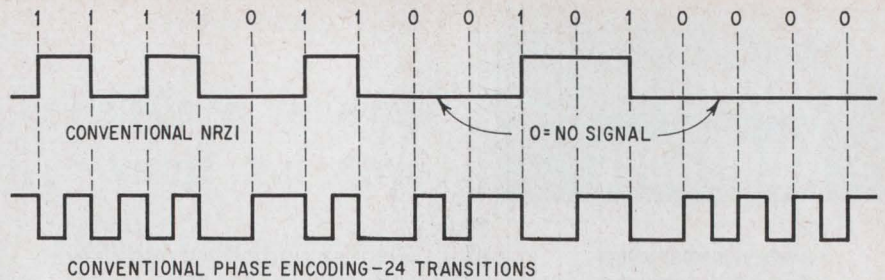 1 1 1 1 0 1 1 0 0 1 0 1 0 0 0 0
CONVENTIONAL NRZI
0=NO SIGNAL
CONVENTIONAL PHASE ENCODING-24 TRANSITIONS